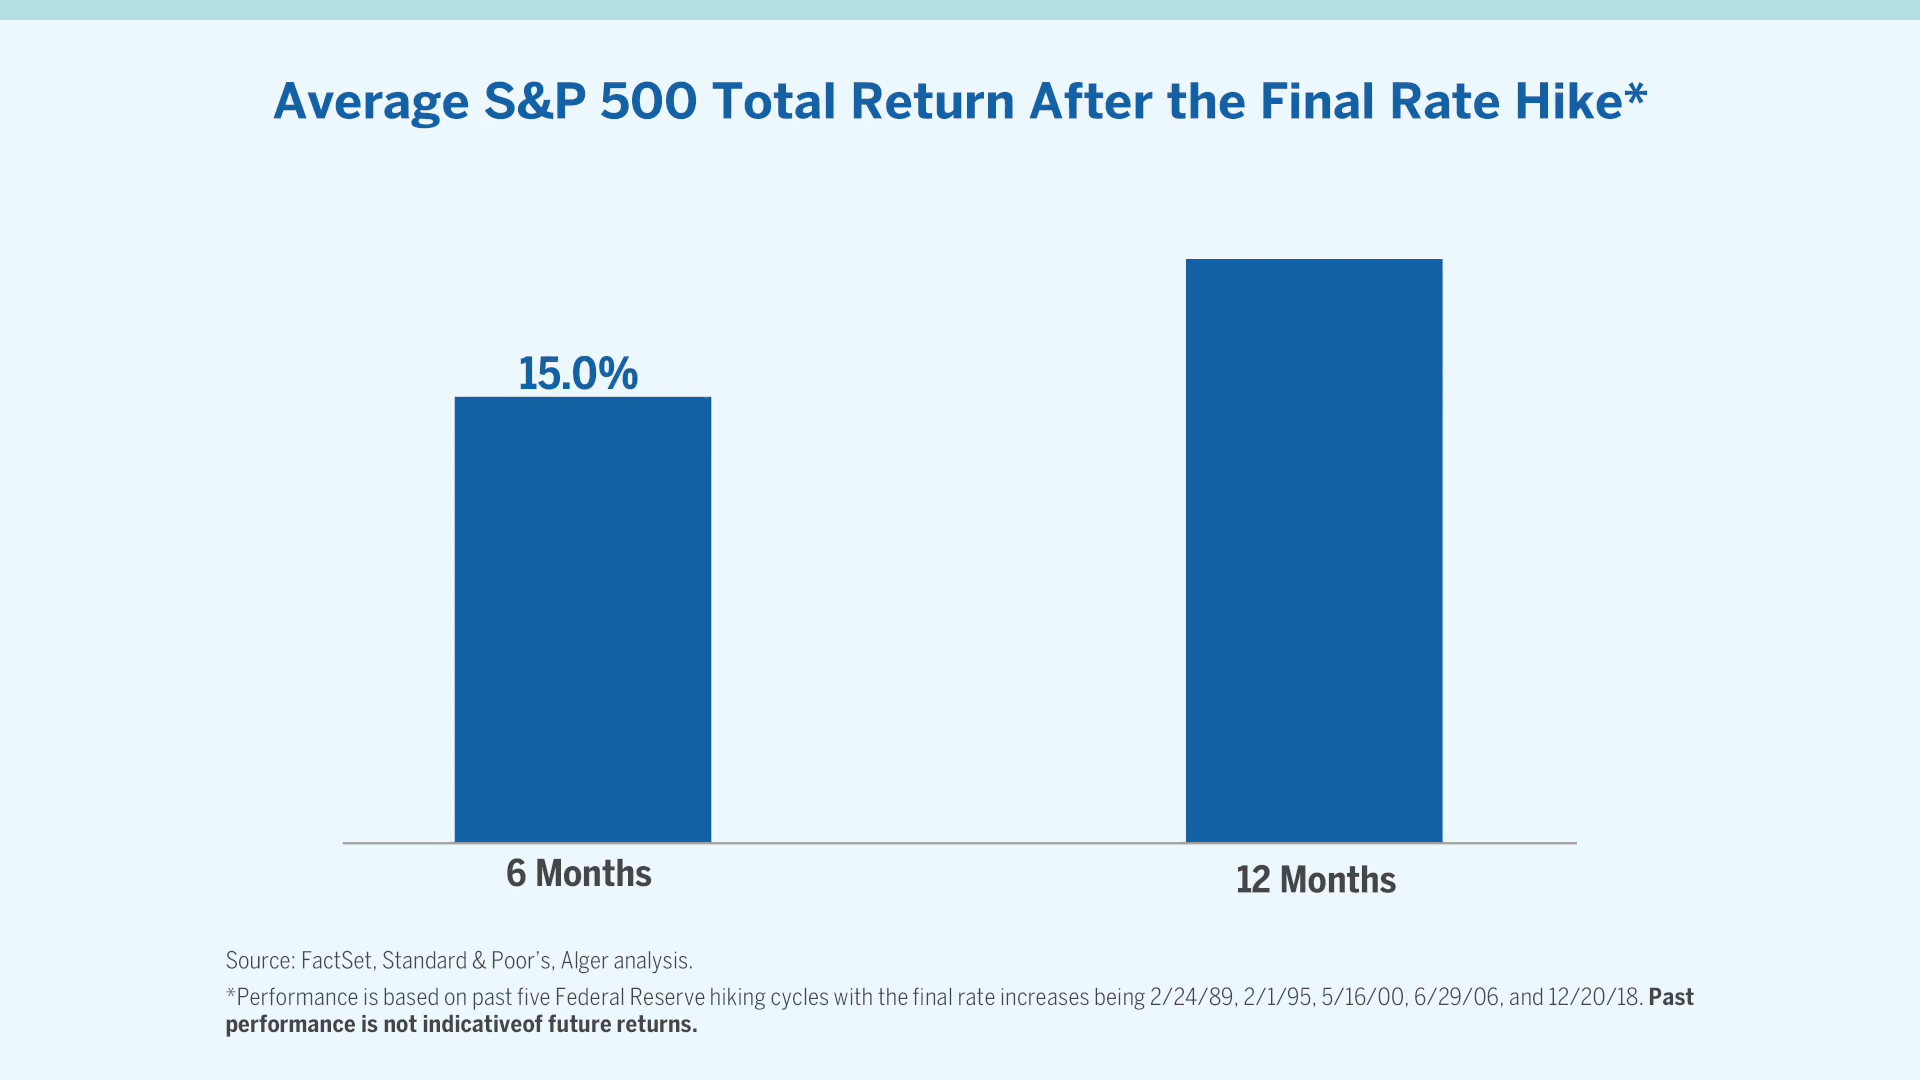 Average S&P 500 Total Return After the Final Rate Hike*
15.0%
6 Months
12 Months
Source: FactSet, Standard & Poor’s, Alger analysis.
*Performance is based on past five Federal Reserve hiking cycles with the final rate increases being 2/24/89, 2/1/95, 5/16/00, 6/29/06, and 12/20/18. Past
performance is not indicativeof future returns.